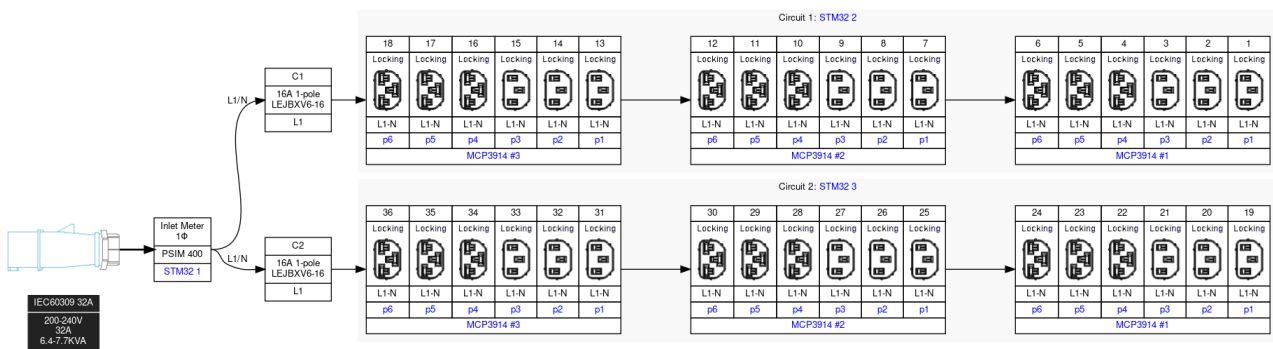 Circuit 1: STM32 2
18 17 16 15 14 13
Locking Locking Locking Locking Locking Locking
L1-N L1-N L1-N L1-N L1-N L1-N
p6 p5 p4 p3 p2 p1
MCP3914 #3
12 11 10 9 8 7
Locking Locking Locking Locking Locking Locking
L1-N L1-N L1-N L1-N L1-N L1-N
p6 p5 p4 p3 p2 p1
MCP3914 #2
6 5 4 3 2 1
Locking Locking Locking Locking Locking Locking
L1-N L1-N L1-N L1-N L1-N L1-N
p6 p5 p4 p3 p2 p1
MCP3914 #1
C1
16A 1-pole
LEJBXV6-16
L1
L1/N
Circuit 2: STM32 3
36 35 34 33 32 31
Locking Locking Locking Locking Locking Locking
L1-N L1-N L1-N L1-N L1-N L1-N
p6 p5 p4 p3 p2 p1
MCP3914 #3
30 29 28 27 26 25
Locking Locking Locking Locking Locking Locking
L1-N L1-N L1-N L1-N L1-N L1-N
p6 p5 p4 p3 p2 p1
MCP3914 #2
24 23 22 21 20 19
Locking Locking Locking Locking Locking Locking
L1-N L1-N L1-N L1-N L1-N L1-N
p6 p5 p4 p3 p2 p1
MCP3914 #1
Inlet Meter
1Φ
PSIM 400
STM32 1
L1/N
C2
16A 1-pole
LEJBXV6-16
L1
IEC60309 32A
200-240V
32A
6.4-7.7KVA